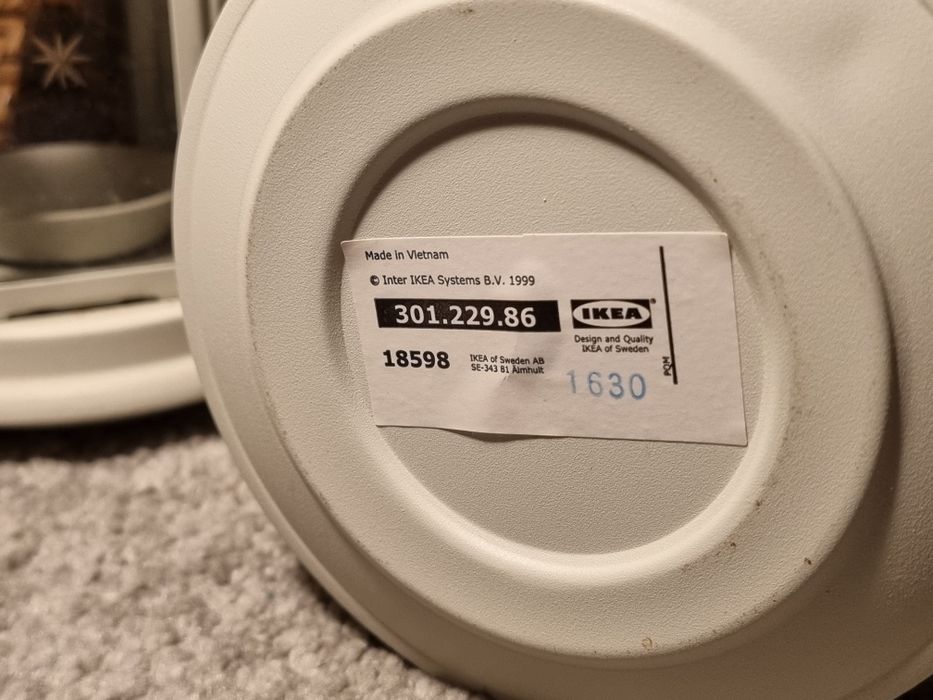 Made in Vietnam
© Inter IKEA Systems B.V. 1999
301.229.86
IKEA®
Design and Quality
IKEA of Sweden
18598
IKEA of Sweden AB
SE-343 81 Älmhult
1630
PQM